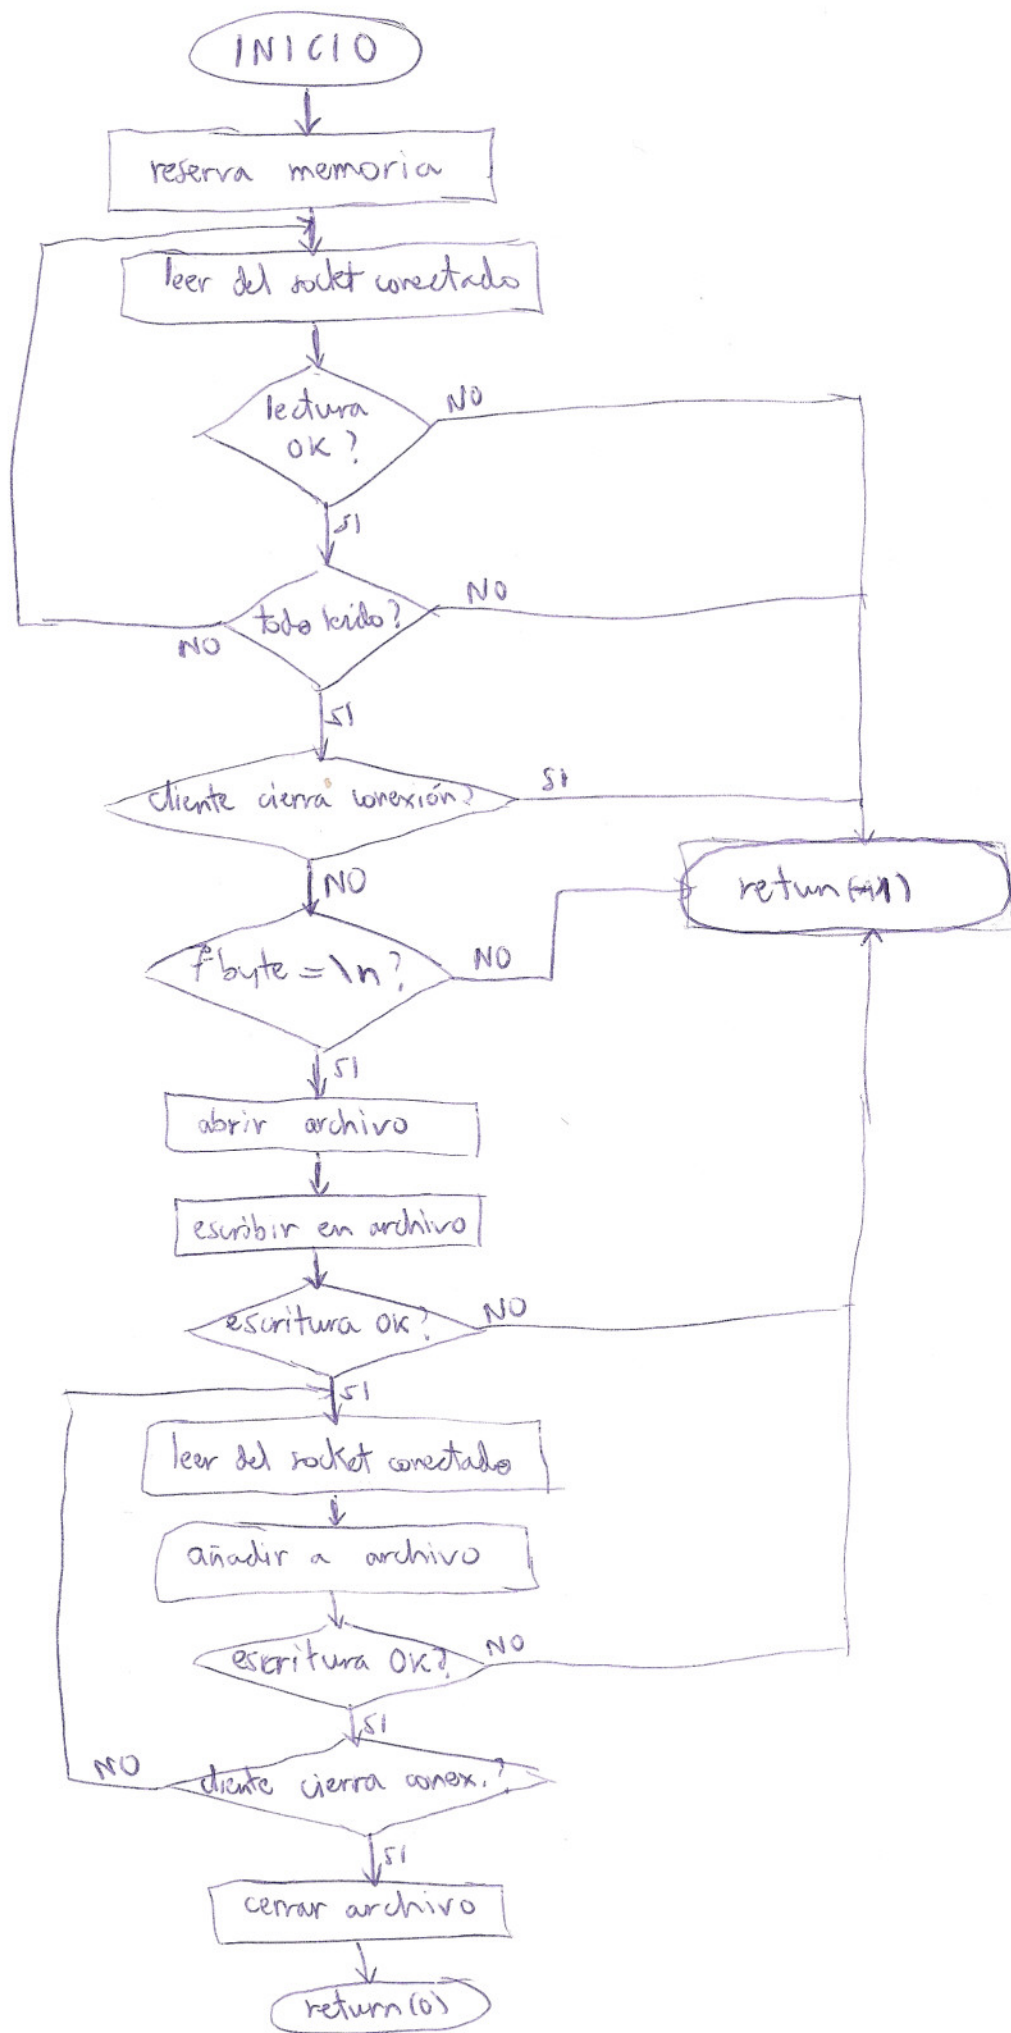 INICIO
reserva memoria
leer del socket conectado
lectura
OK?
NO
SI
todo leido?
NO
NO
SI
cliente cierra conexión?
SI
NO
retun(-1)
byte = \n?
NO
SI
abrir archivo
escribir en archivo
escritura OK?
NO
SI
leer del socket conectado
añadir a archivo
escritura OK?
NO
SI
cliente cierra conex.?
NO
SI
cerrar archivo
return(0)